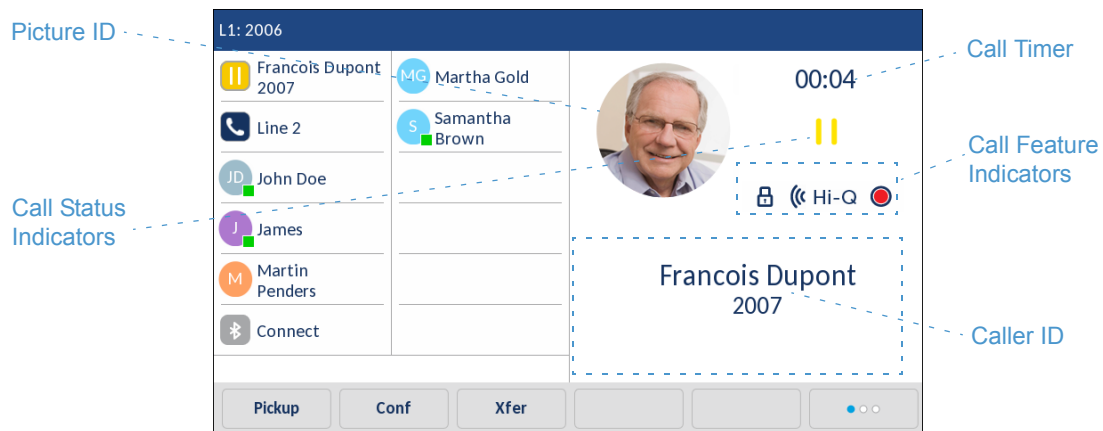 Picture ID
L1: 2006
Francois Dupont
2007
Line 2
JD John Doe
J James
M Martin
Penders
Connect
MG Martha Gold
S Samantha
Brown
00:04
Hi-Q
Francois Dupont
2007
Call Timer
Call Feature
Indicators
Caller ID
Call Status
Indicators
Pickup
Conf
Xfer